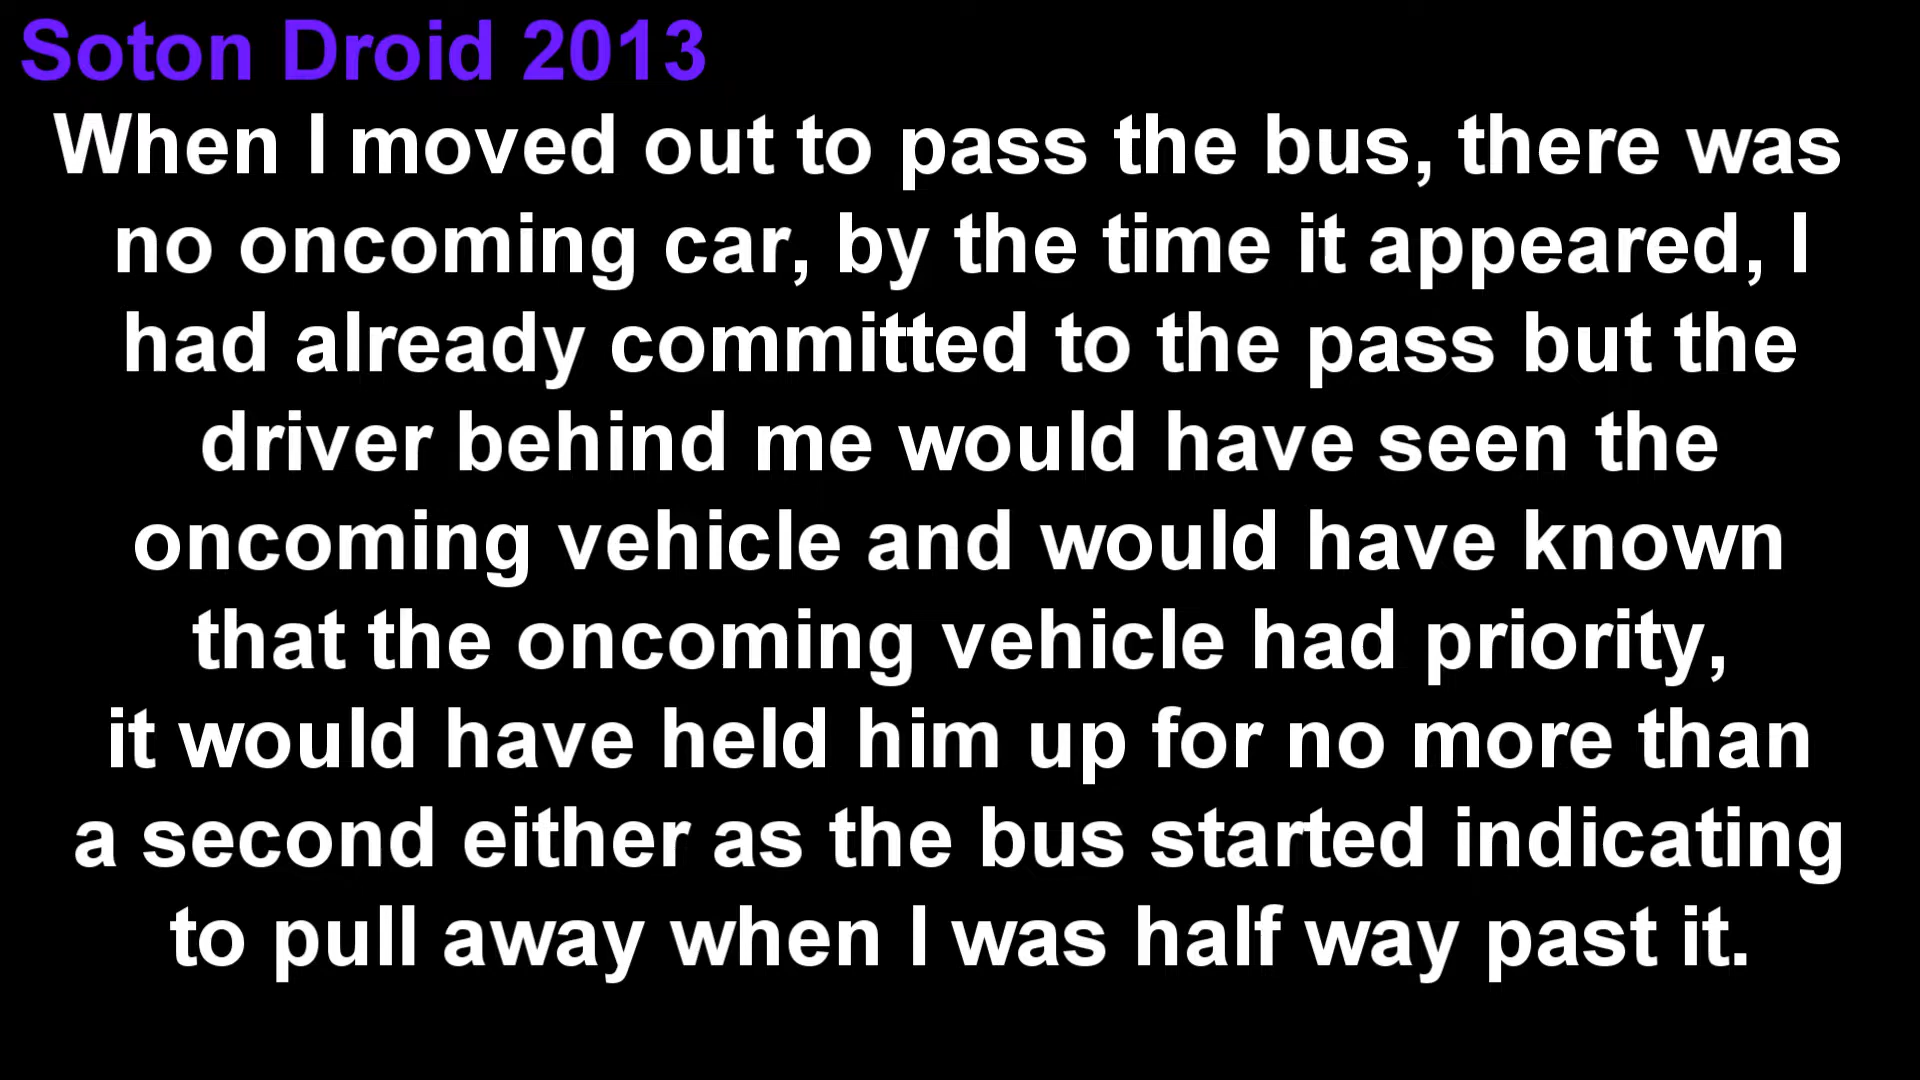 Soton Droid 2013
When I moved out to pass the bus, there was
no oncoming car, by the time it appeared, I
had already committed to the pass but the
driver behind me would have seen the
oncoming vehicle and would have known
that the oncoming vehicle had priority,
it would have held him up for no more than
a second either as the bus started indicating
to pull away when I was half way past it.